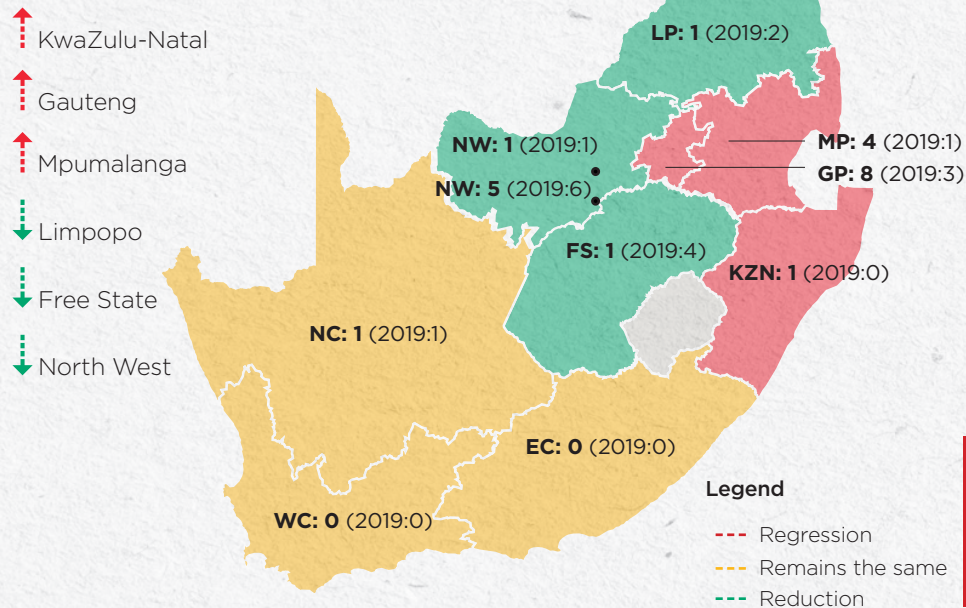 KwaZulu-Natal
Gauteng
Mpumalanga
Limpopo
Free State
North West
LP: 1 (2019:2)
NW: 1 (2019:1)
NW: 5 (2019:6)
MP: 4 (2019:1)
GP: 8 (2019:3)
FS: 1 (2019:4)
KZN: 1 (2019:0)
NC: 1 (2019:1)
EC: 0 (2019:0)
WC: 0 (2019:0)
Legend
Regression
Remains the same
Reduction